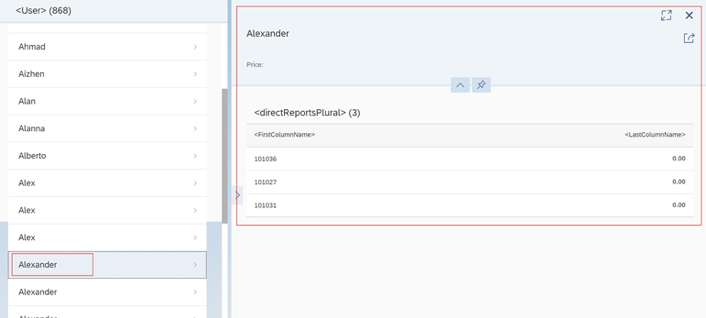 <User> (868)
Ahmad
Aizhen
Alan
Alanna
Alberto
Alex
Alex
Alex
Alexander
Alexander
Alexander
Price:
<directReportsPlural> (3)
<FirstColumnName> <LastColumnName>
101036 0.00
101027 0.00
101031 0.00